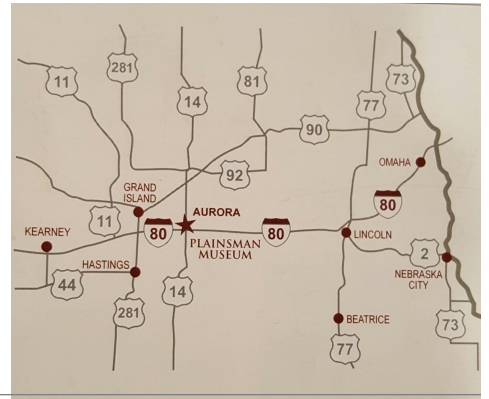 281
73
11
81
14
77
90
92
OMAHA
GRAND
ISLAND
80
AURORA
11
80
80
PLAINSMAN
MUSEUM
KEARNEY
LINCOLN
2
HASTINGS
NEBRASKA
CITY
44
14
281
BEATRICE
73
77